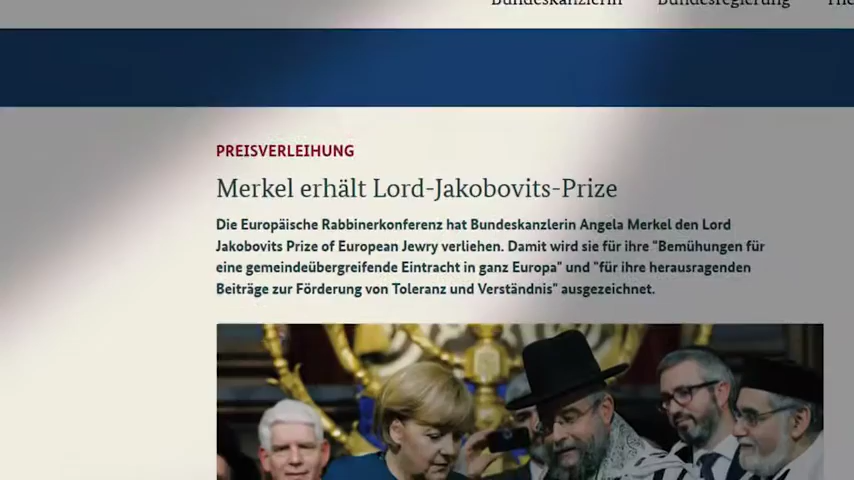 Bundeskanzlerin Bundesregierung
PREISVERLEIHUNG
Merkel erhält Lord-Jakobovits-Prize
Die Europäische Rabbinerkonferenz hat Bundeskanzlerin Angela Merkel den Lord
Jakobovits Prize of European Jewry verliehen. Damit wird sie für ihre "Bemühungen für
eine gemeindeübergreifende Eintracht in ganz Europa" und "für ihre herausragenden
Beiträge zur Förderung von Toleranz und Verständnis" ausgezeichnet.